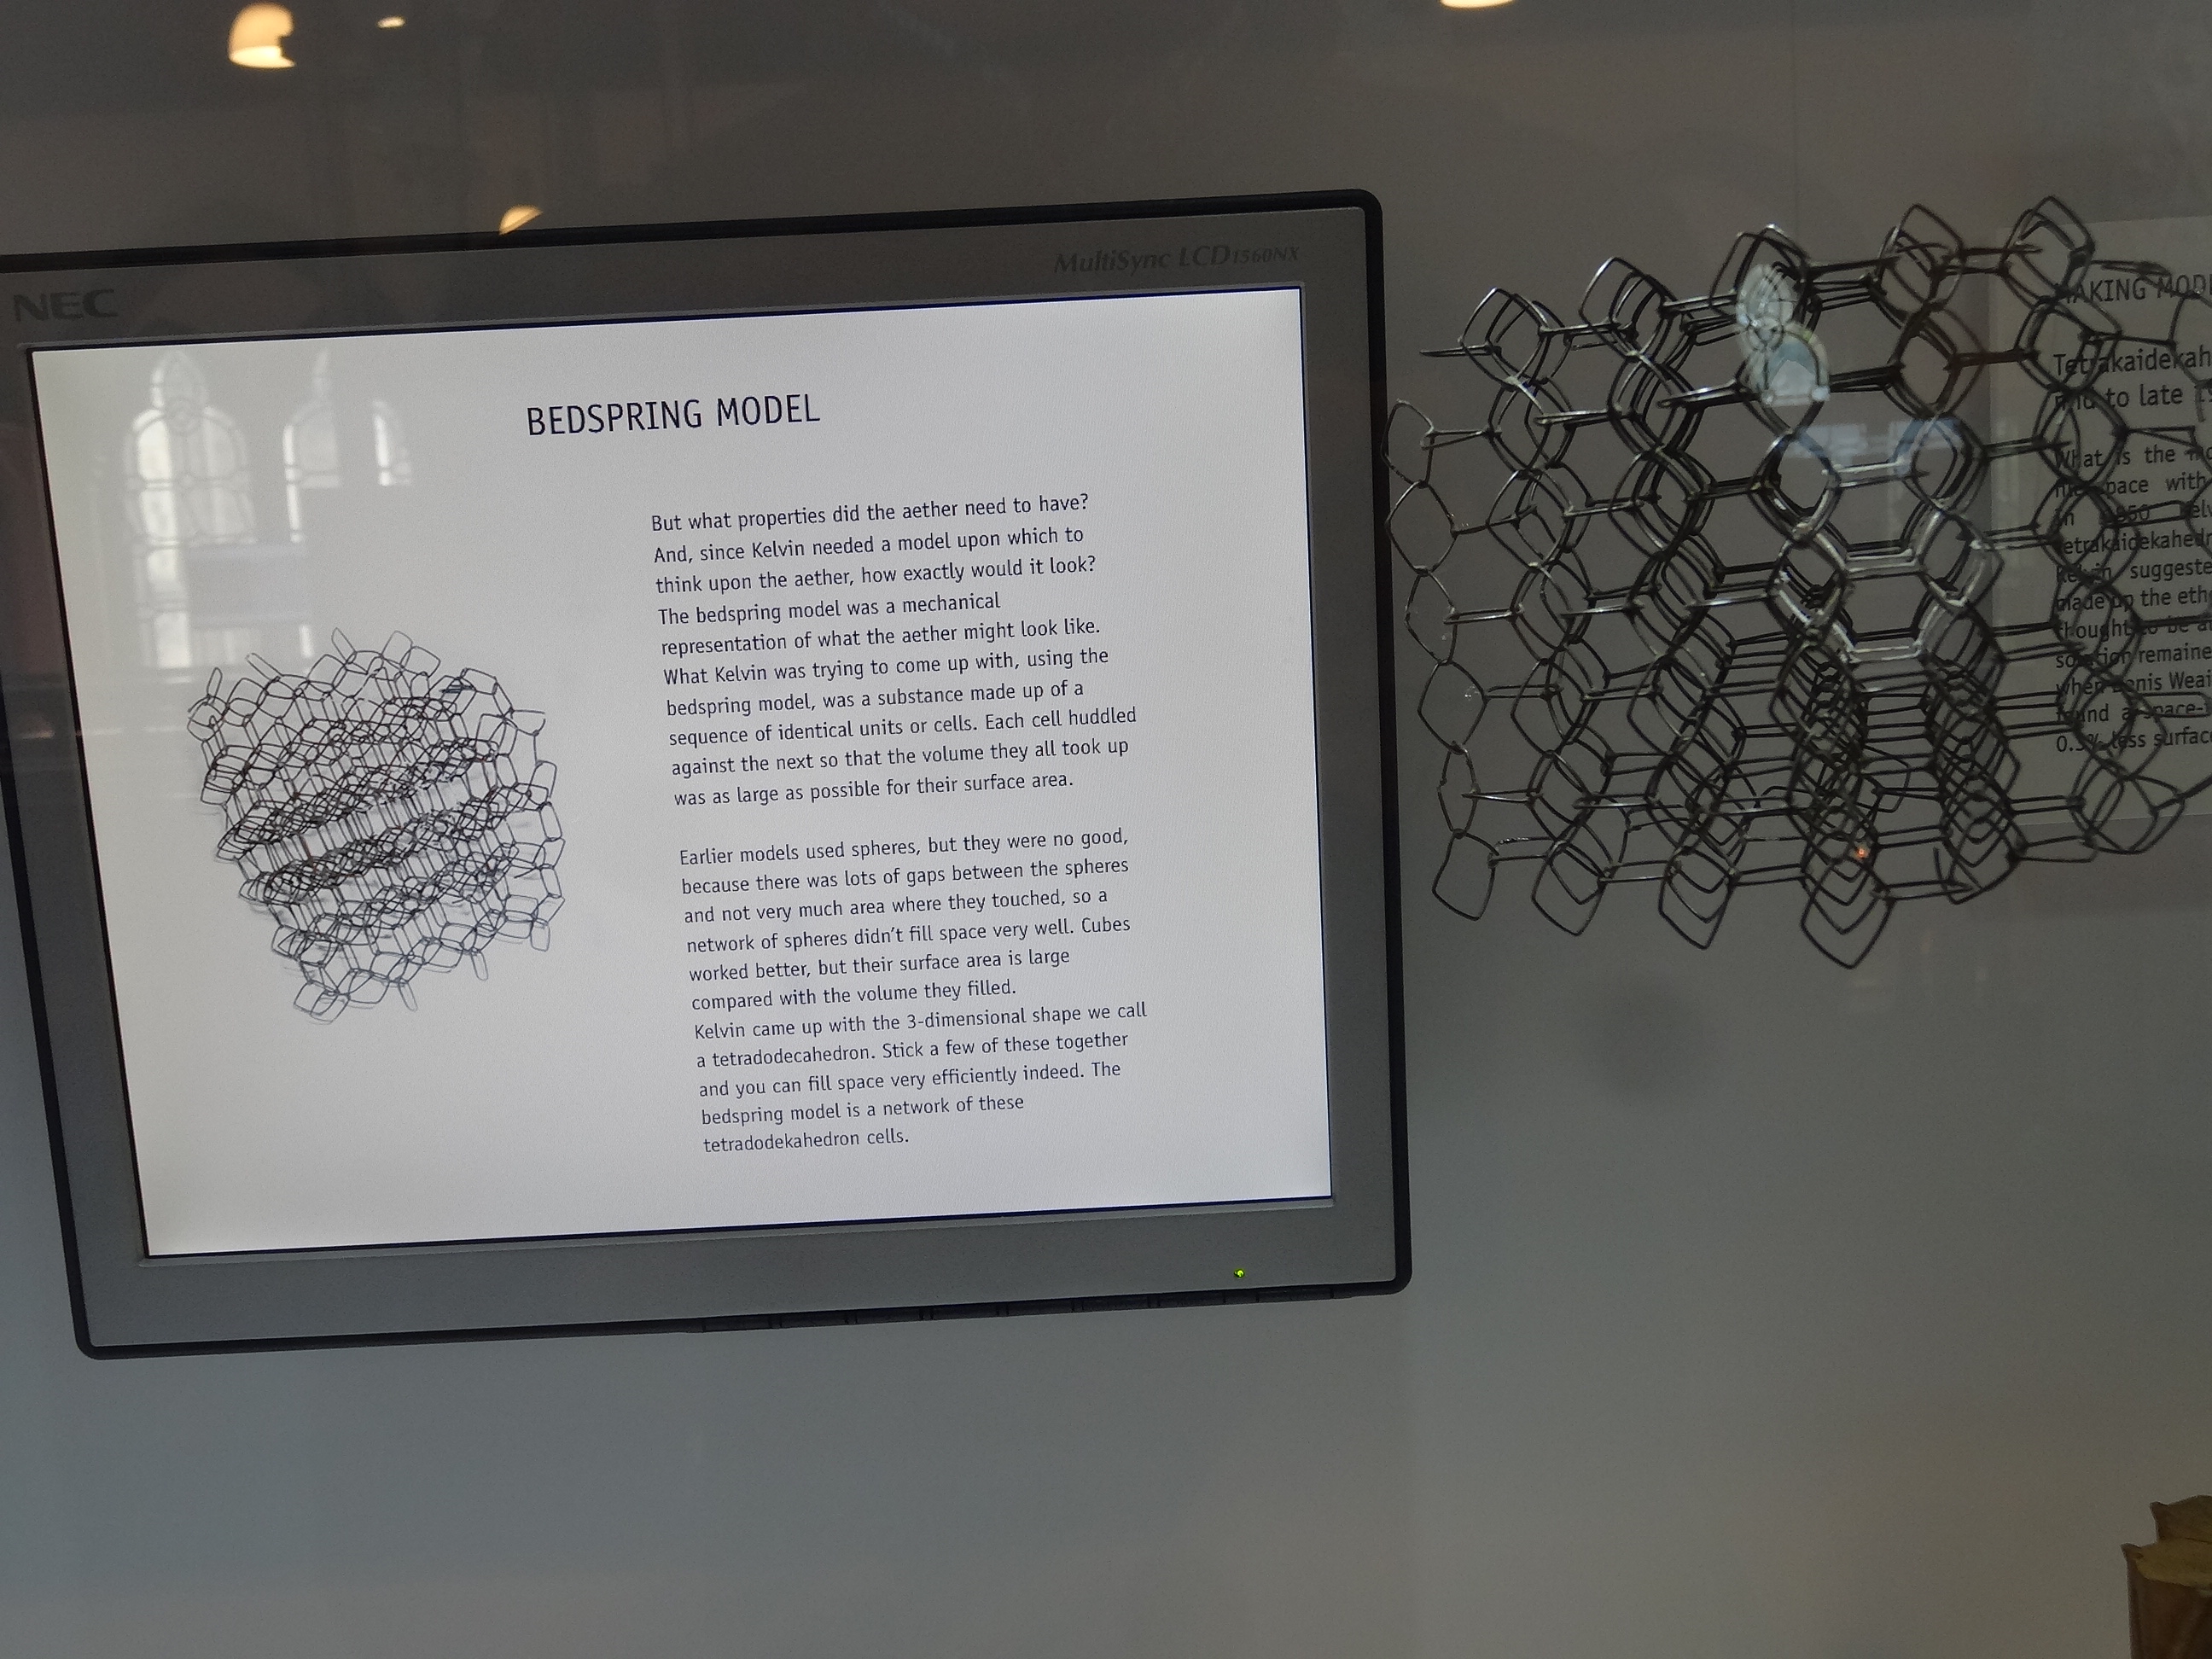 NEC
MultiSync LCD1560NX
BEDSPRING MODEL
But what properties did the aether need to have?
And, since Kelvin needed a model upon which to
think upon the aether, how exactly would it look?
The bedspring model was a mechanical
representation of what the aether might look like.
What Kelvin was trying to come up with, using the
bedspring model, was a substance made up of a
sequence of identical units or cells. Each cell huddled
against the next so that the volume they all took up
was as large as possible for their surface area.
Earlier models used spheres, but they were no good,
because there was lots of gaps between the spheres
and not very much area where they touched, so a
network of spheres didn't fill space very well. Cubes
worked better, but their surface area is large
compared with the volume they filled.
Kelvin came up with the 3-dimensional shape we call
a tetradodecahedron. Stick a few of these together
and you can fill space very efficiently indeed. The
bedspring model is a network of these
tetradodekahedron cells.
to late
is the
with
suggeste
the eth
remaine
Weai
less surfac